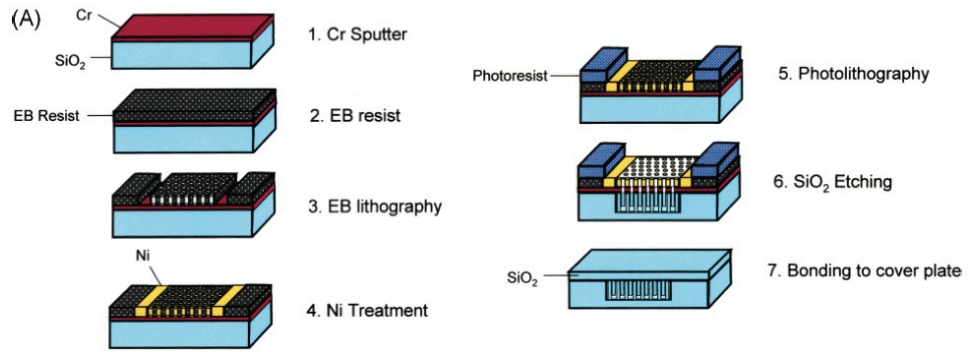 (A)
Cr
SiO2
1. Cr Sputter
EB Resist
2. EB resist
3. EB lithography
Ni
4. Ni Treatment
Photoresist
5. Photolithography
6. SiO2 Etching
SiO2
7. Bonding to cover plate